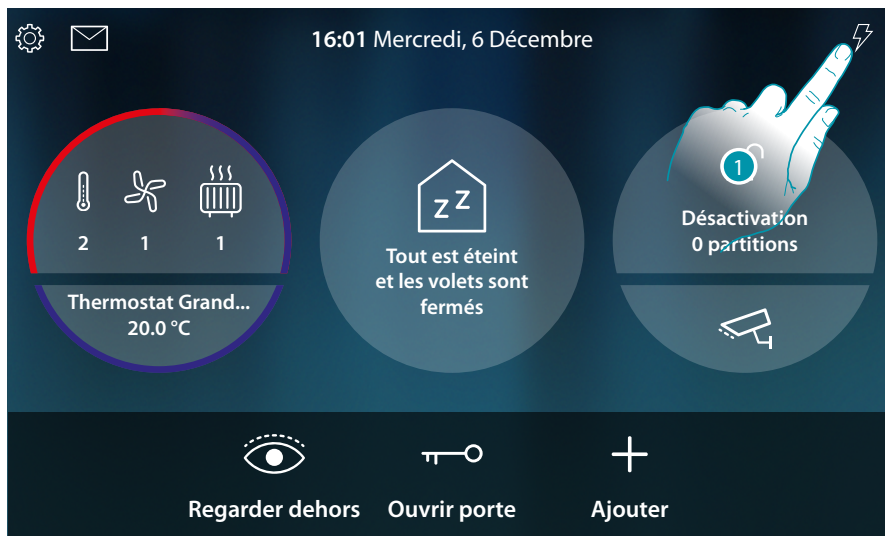 16:01 Mercredi, 6 Décembre
2 1 1
Thermostat Grand...
20.0 °C
z Z
Tout est éteint
et les volets sont
fermés
1
Désactivation
0 partitions
Regarder dehors
Ouvrir porte
Ajouter